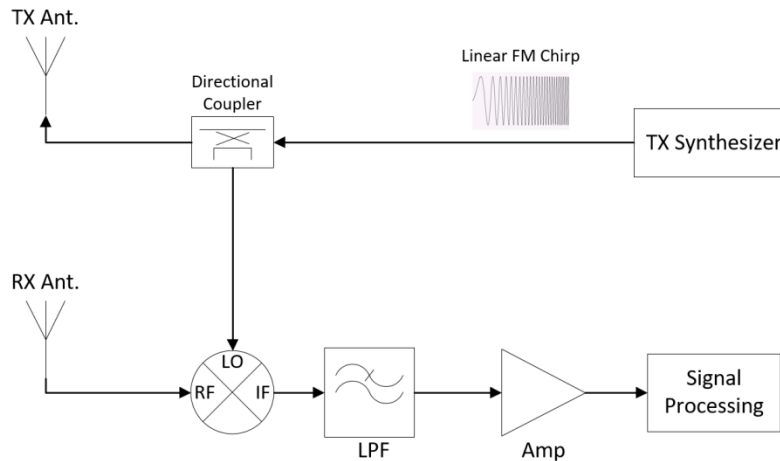 TX Ant.
Linear FM Chirp
Directional
Coupler
TX Synthesizer
RX Ant.
LO
RF
IF
Signal
Processing
LPF
Amp